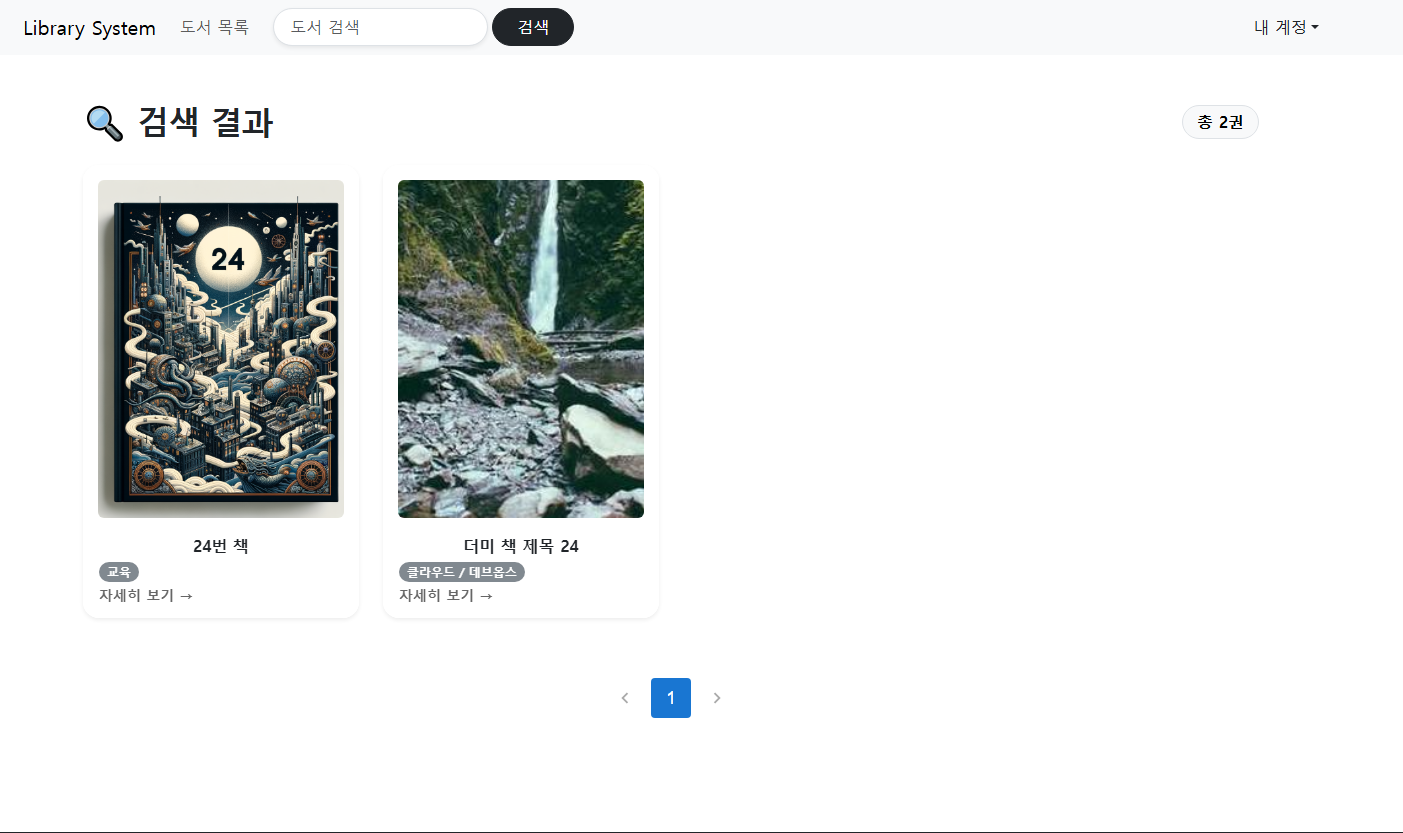 Library System 도서 목록 도서 검색 검색 내 계정
🔍 검색 결과 총 2권
24
24번 책
교육
자세히 보기 →
더미 책 제목 24
클라우드 / 데브옵스
자세히 보기 →
‹ 1 ›